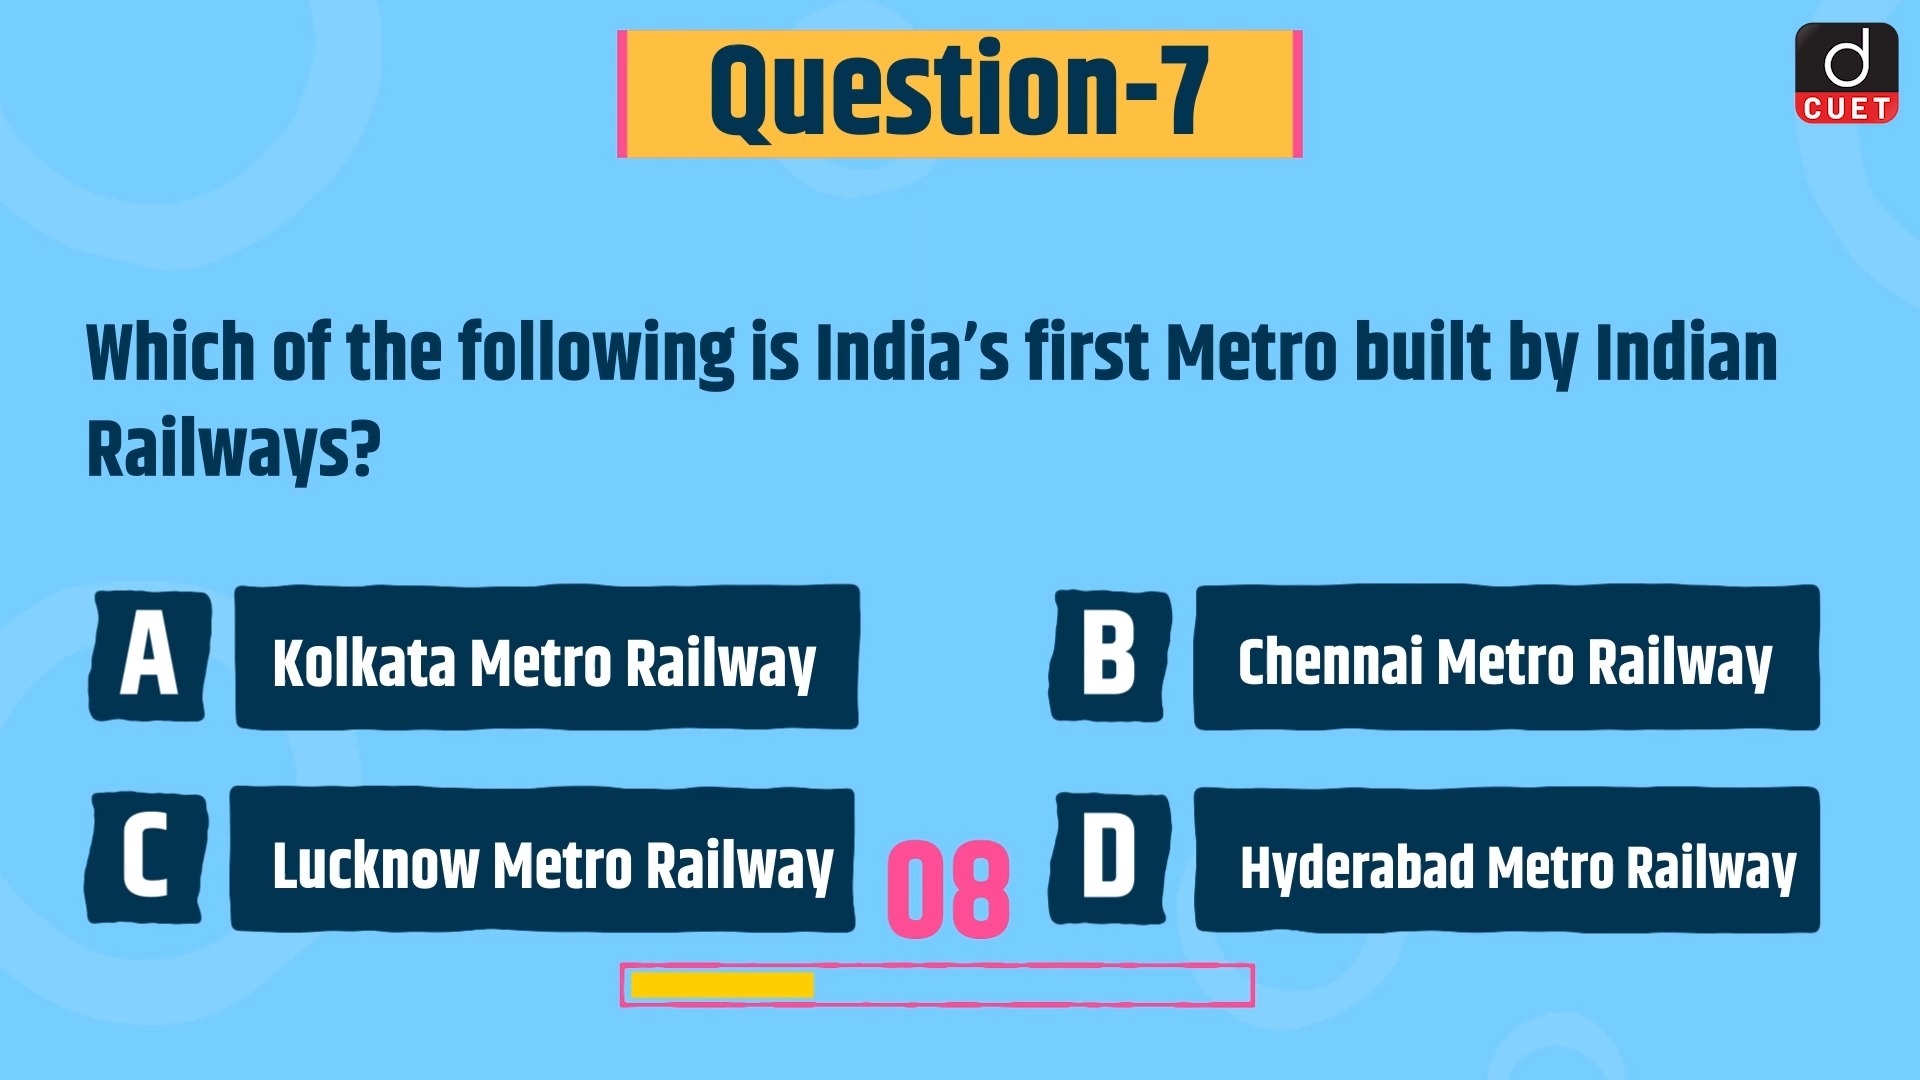 Question-7
d
CUET
Which of the following is India’s first Metro built by Indian
Railways?
A
Kolkata Metro Railway
B
Chennai Metro Railway
C
Lucknow Metro Railway
08
D
Hyderabad Metro Railway